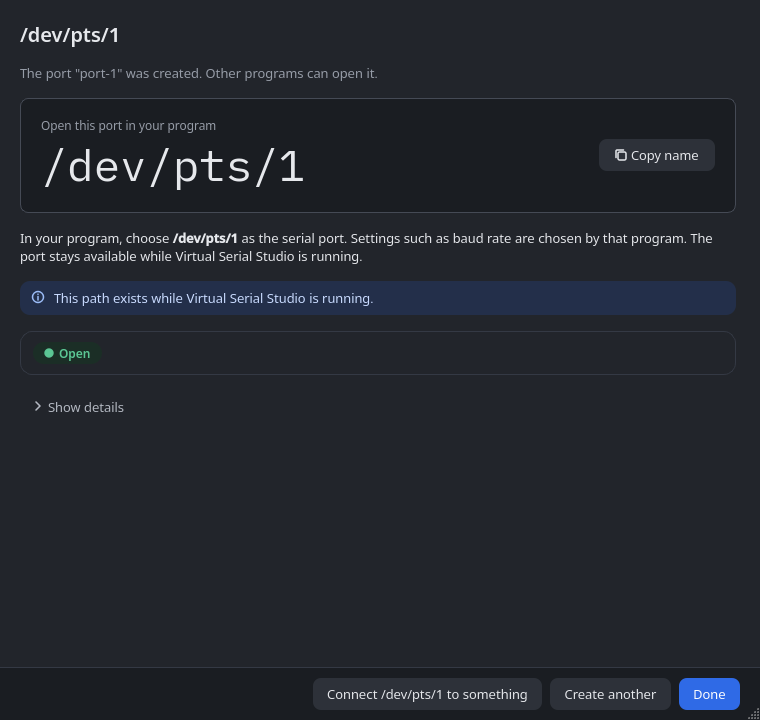 /dev/pts/1
The port "port-1" was created. Other programs can open it.
Open this port in your program
/dev/pts/1
Copy name
In your program, choose /dev/pts/1 as the serial port. Settings such as baud rate are chosen by that program. The
port stays available while Virtual Serial Studio is running.
This path exists while Virtual Serial Studio is running.
Open
Show details
Connect /dev/pts/1 to something
Create another
Done